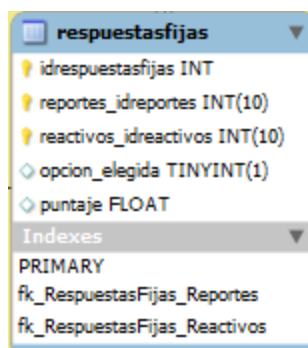 respuestasfijas
idrespuestasfijas INT
reportes_idreportes INT(10)
reactivos_idreactivos INT(10)
opcion_elegida TINYINT(1)
puntaje FLOAT
Indexes
PRIMARY
fk_RespuestasFijas_Reportes
fk_RespuestasFijas_Reactivos